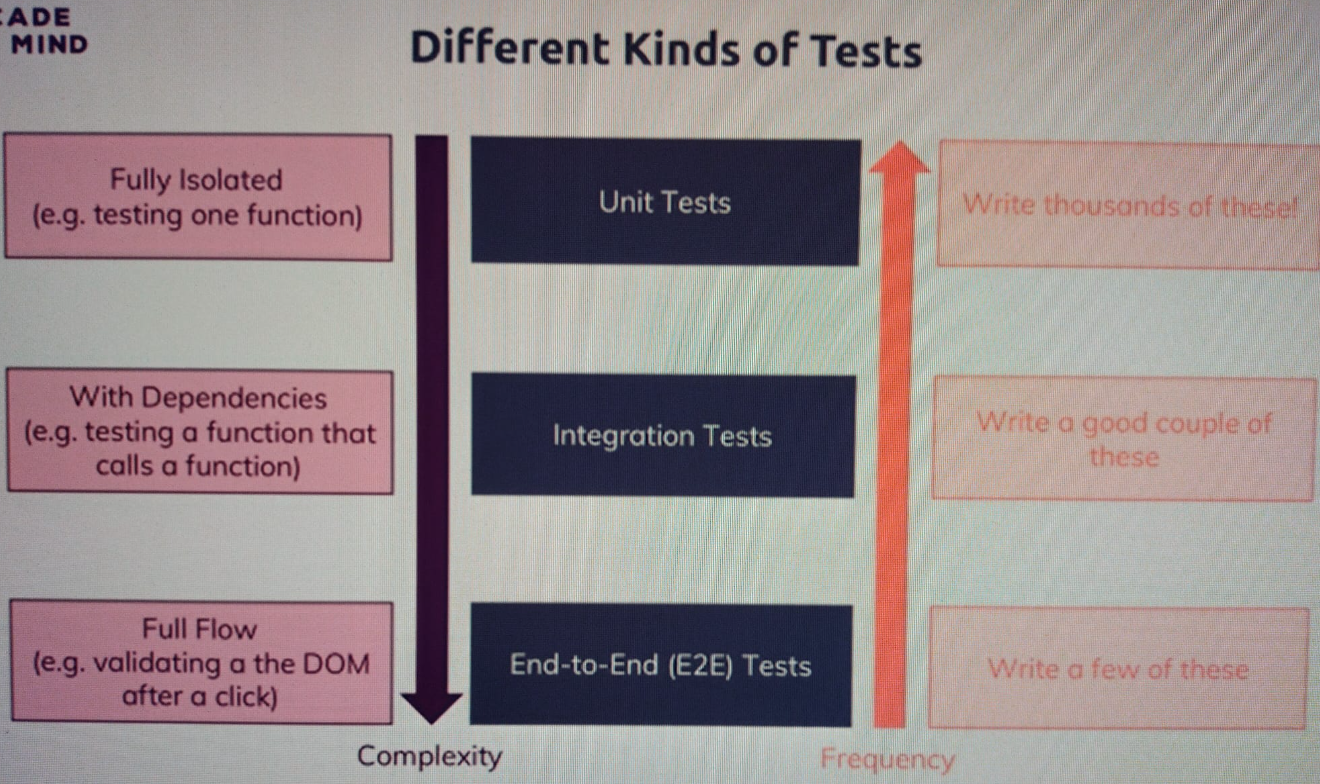 CADE
MIND
Different Kinds of Tests
Fully Isolated
(e.g. testing one function)
Unit Tests
Write thousands of these!
With Dependencies
(e.g. testing a function that
calls a function)
Integration Tests
Write a good couple of
these
Full Flow
(e.g. validating a the DOM
after a click)
End-to-End (E2E) Tests
Write a few of these
Complexity
Frequency